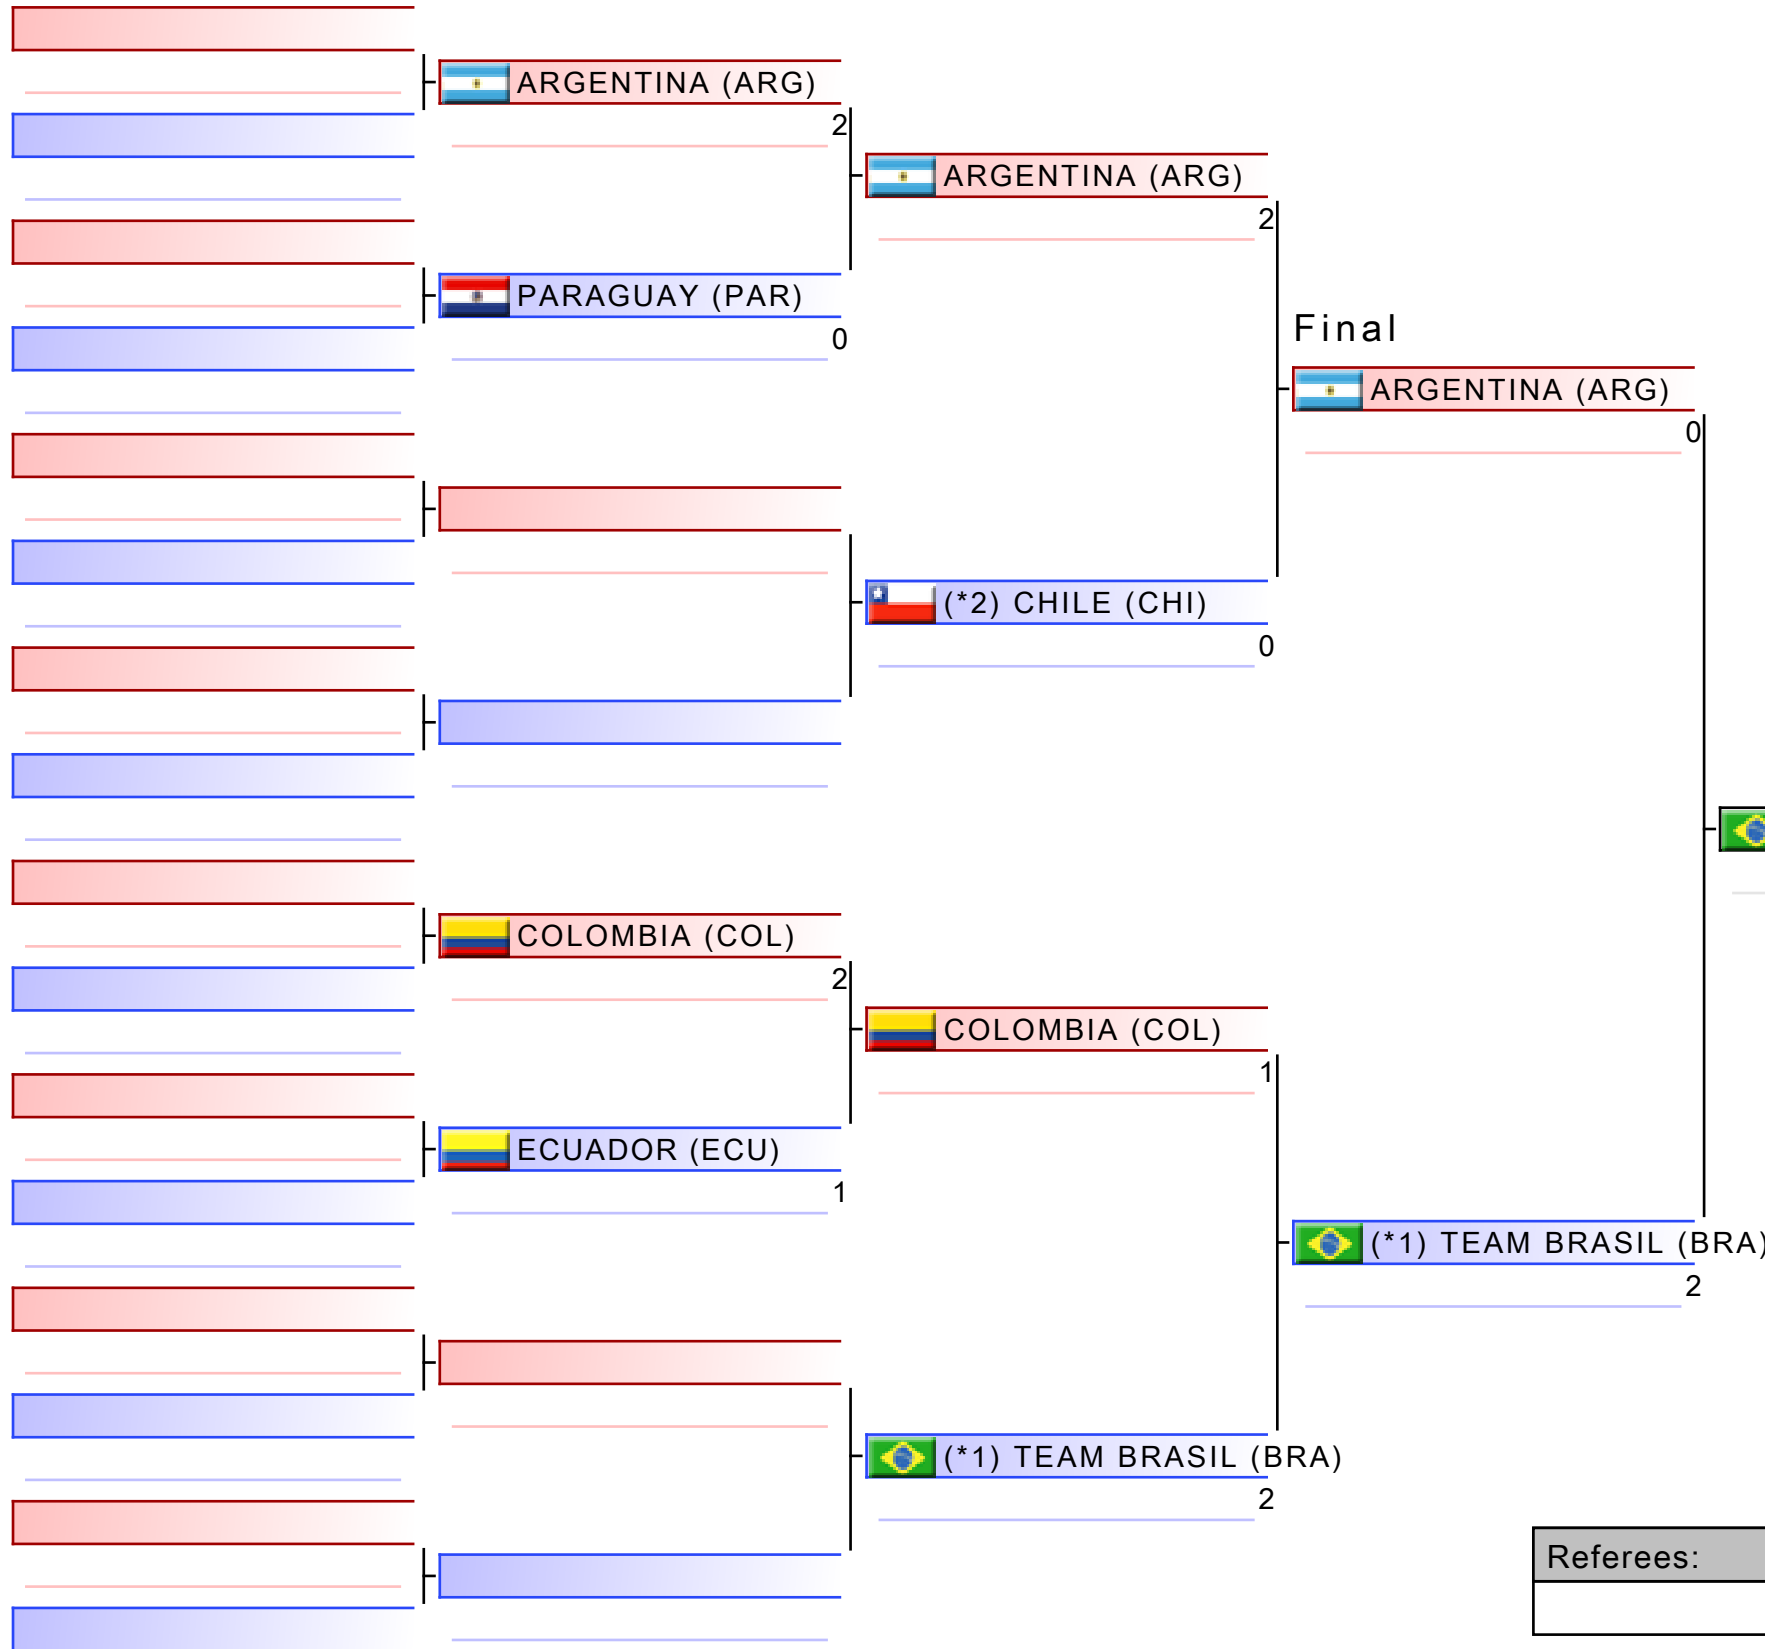 ARGENTINA (ARG)
2
PARAGUAY (PAR)
0
ARGENTINA (ARG)
2
(*2) CHILE (CHI)
0
Final
ARGENTINA (ARG)
0
COLOMBIA (COL)
2
ECUADOR (ECU)
1
COLOMBIA (COL)
1
(*1) TEAM BRASIL (BRA)
2
(*1) TEAM BRASIL (BRA)
2
Referees: